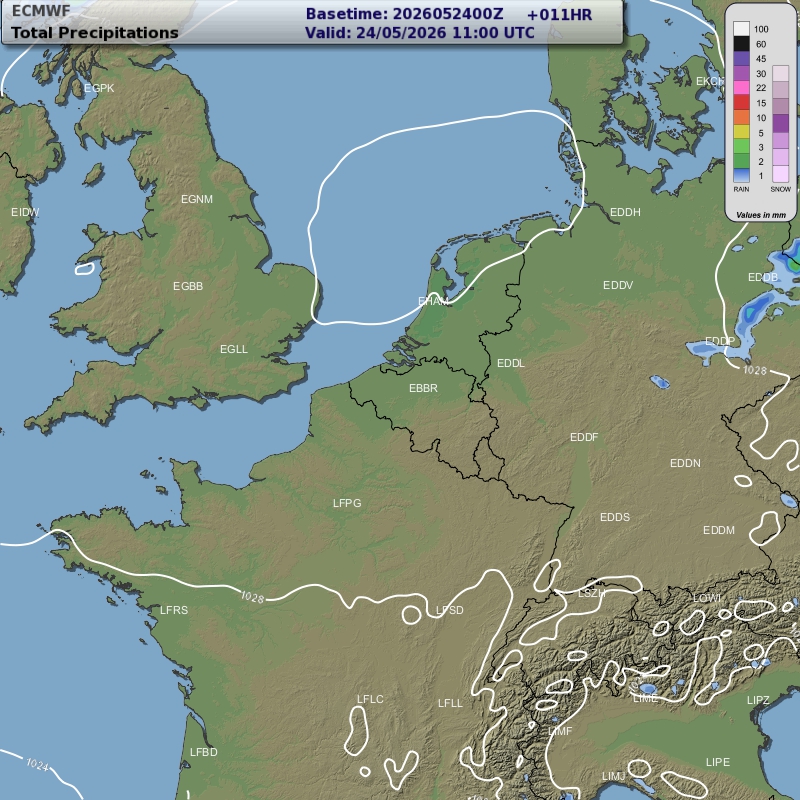 ECMWF
Basetime: 2026052400Z +011HR
Total Precipitations
Valid: 24/05/2026 11:00 UTC
100
60
45
30
22
15
10
5
3
2
1
RAIN SNOW
Values in mm
EGPK
EKCH
EIDW
EGNM
EDDH
EGBB
EDDV
EDDB
EHAM
EGLL
EDDP
EDDL
1028
EBBR
EDDF
EDDN
LFPG
EDDS
EDDM
1028
LSZH
LOWI
LFRS
LFSD
LFLC
LFLL
LIME
LIPZ
LIMF
LFBD
1024
LIPE
LIMJ